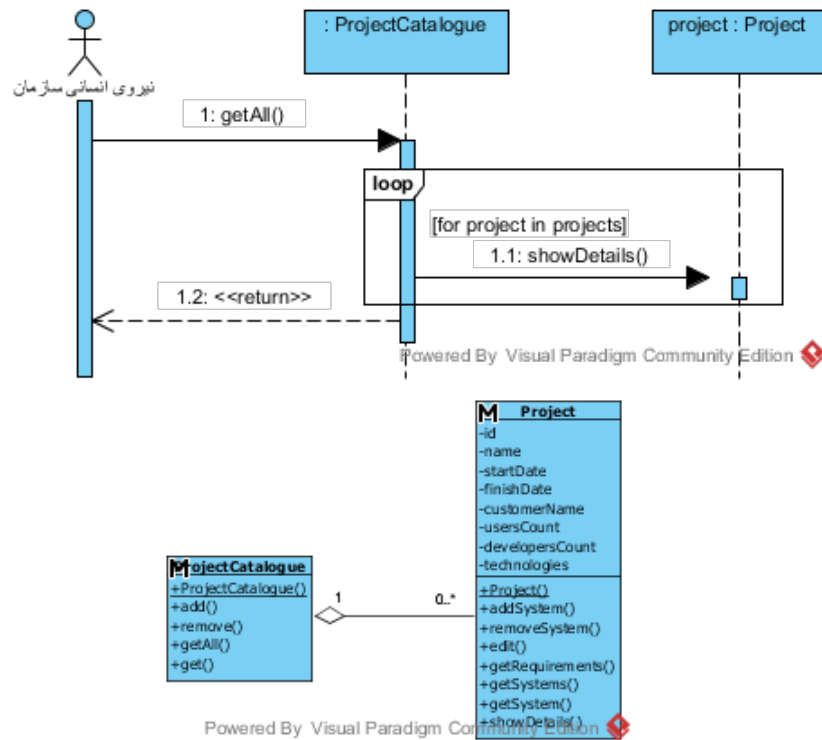 : ProjectCatalogue
project : Project
نیروی انسانی سازمان
1: getAll()
loop
[for project in projects]
1.1: showDetails()
1.2: <<return>>
Powered By Visual Paradigm Community Edition
M Project
-id
-name
-startDate
-finishDate
-customerName
-usersCount
-developersCount
-technologies
+Project()
+addSystem()
+removeSystem()
+edit()
+getRequirements()
+getSystems()
+getSystem()
+showDetails()
M ProjectCatalogue
+ProjectCatalogue()
+add()
+remove()
+getAll()
+get()
1
0..*
Powered By Visual Paradigm Community Edition